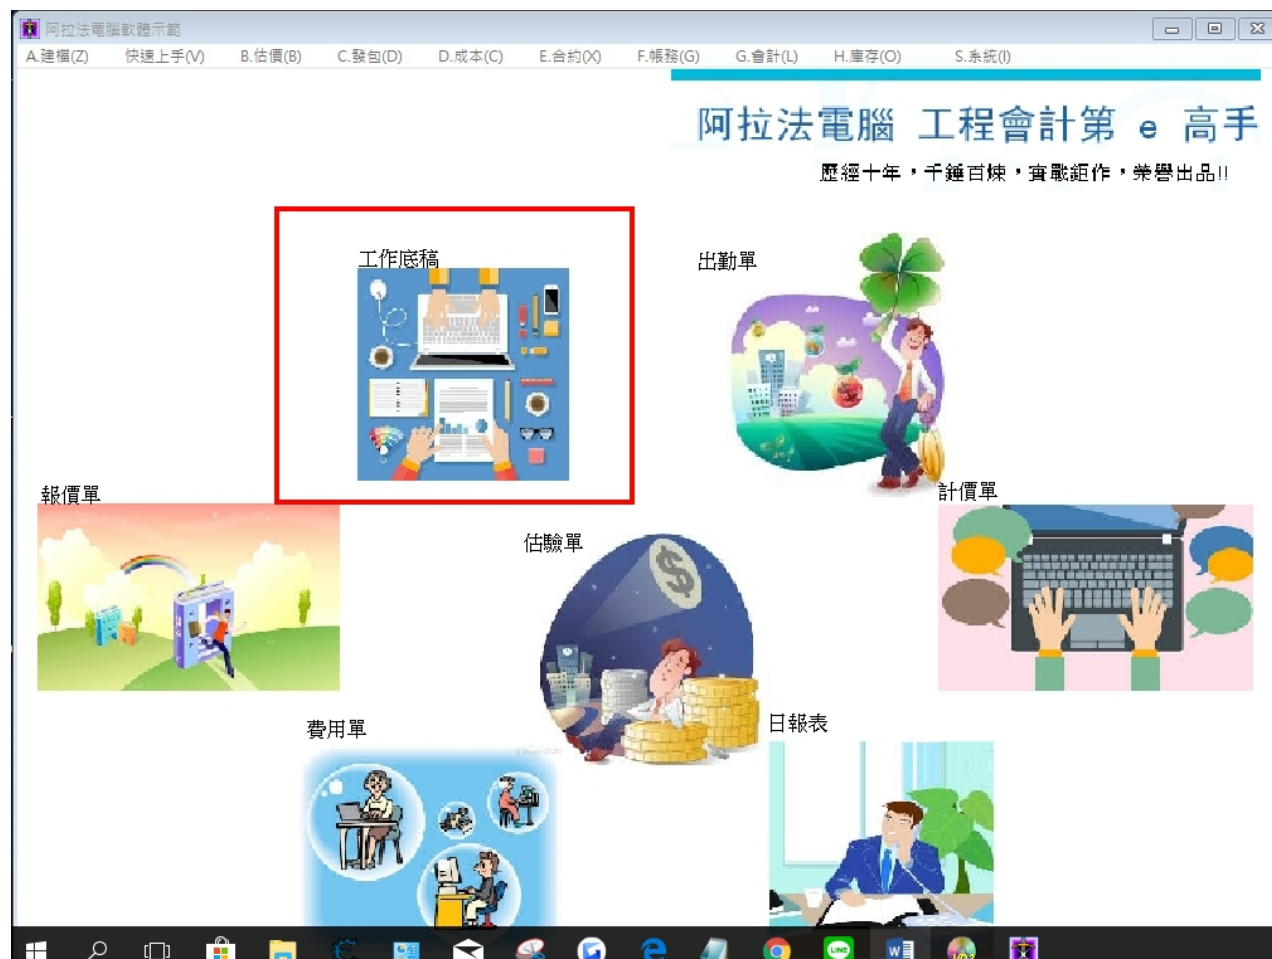 阿拉法電腦軟體示範
A.建檔(Z) 快速上手(V) B.估價(B) C.發包(D) D.成本(C) E.合約(X) F.帳務(G) G.會計(L) H.庫存(O) S.系統(I)
阿拉法電腦 工程會計第 e 高手
歷經十年，千錘百煉，實戰鉅作，榮譽出品!!
工作底稿
出勤單
報價單
計價單
估驗單
費用單
日報表
LINE